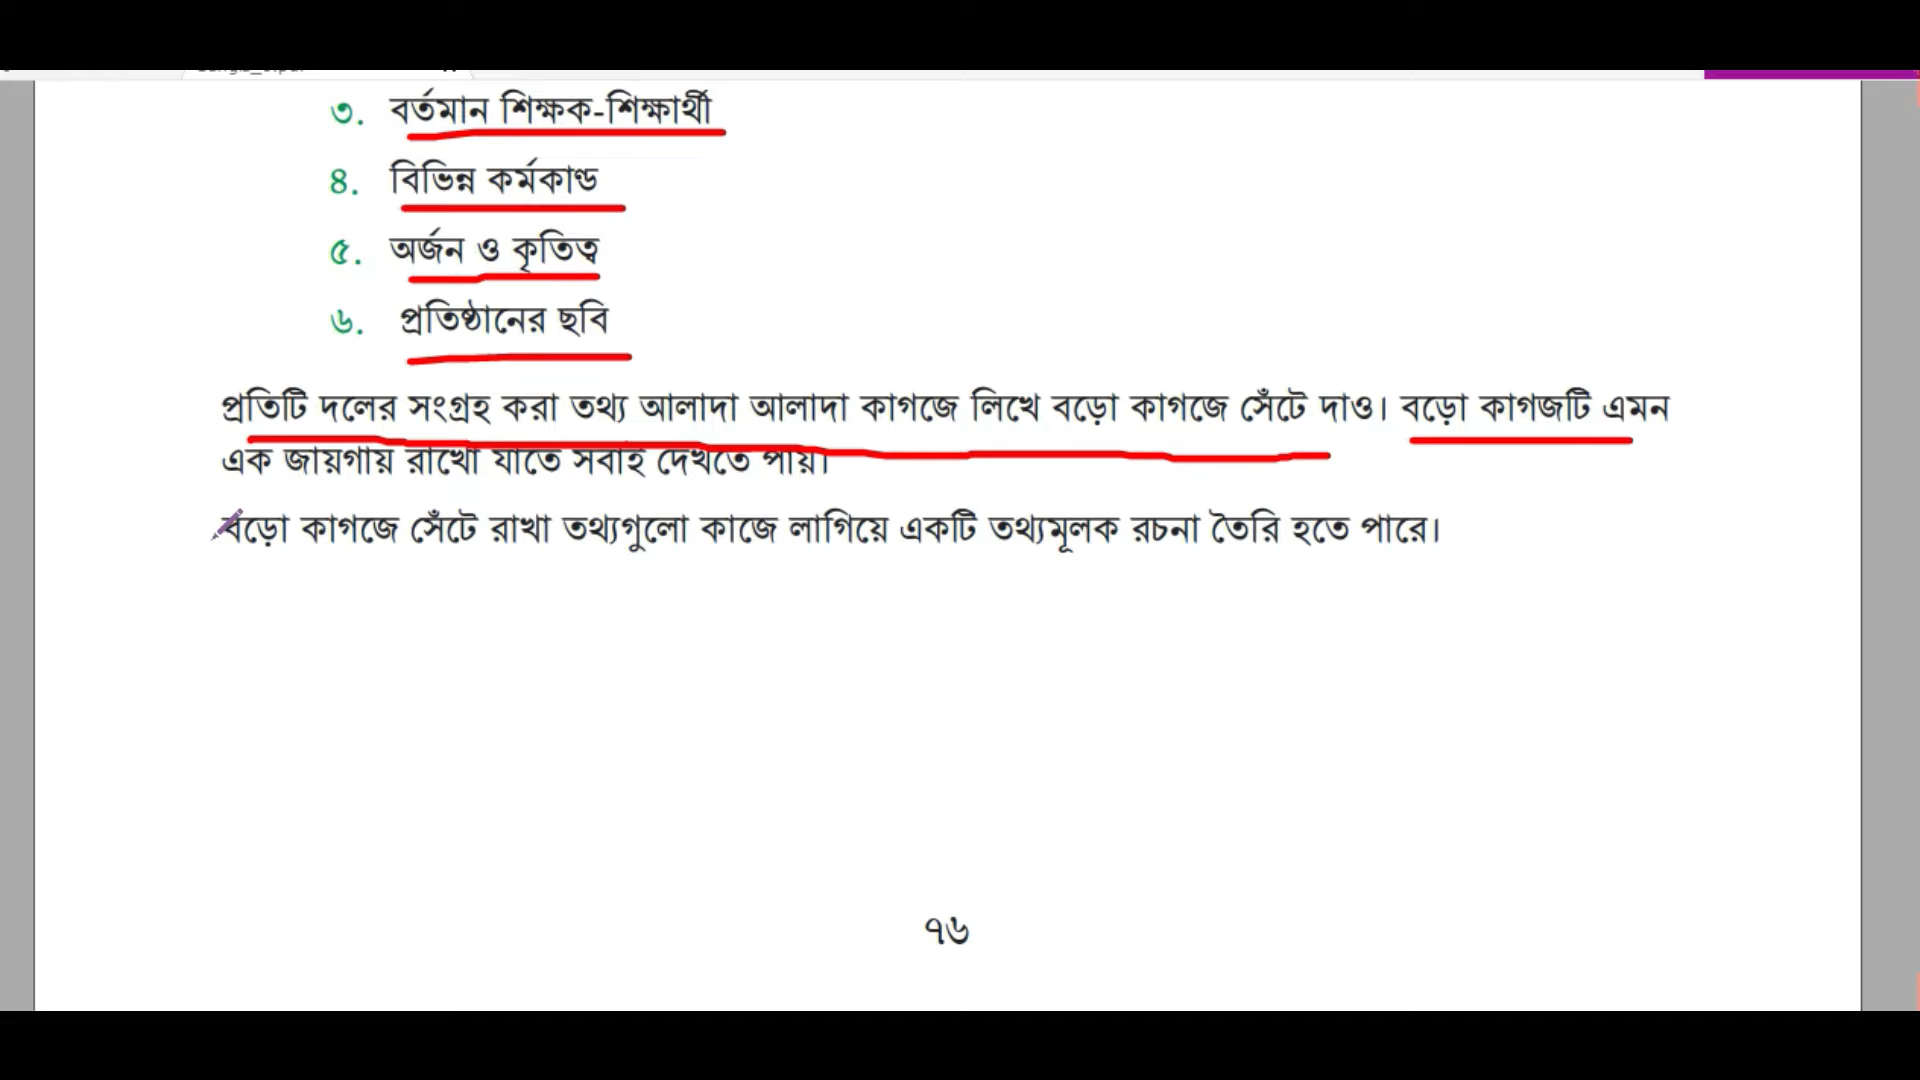 ৩. বর্তমান শিক্ষক-শিক্ষার্থী
৪. বিভিন্ন কর্মকাণ্ড
৫. অর্জন ও কৃতিত্ব
৬. প্রতিষ্ঠানের ছবি
প্রতিটি দলের সংগ্রহ করা তথ্য আলাদা আলাদা কাগজে লিখে বড়ো কাগজে সেঁটে দাও। বড়ো কাগজটি এমন
এক জায়গায় রাখো যাতে সবাই দেখতে পায়।
বড়ো কাগজে সেঁটে রাখা তথ্যগুলো কাজে লাগিয়ে একটি তথ্যমূলক রচনা তৈরি হতে পারে।
৭৬